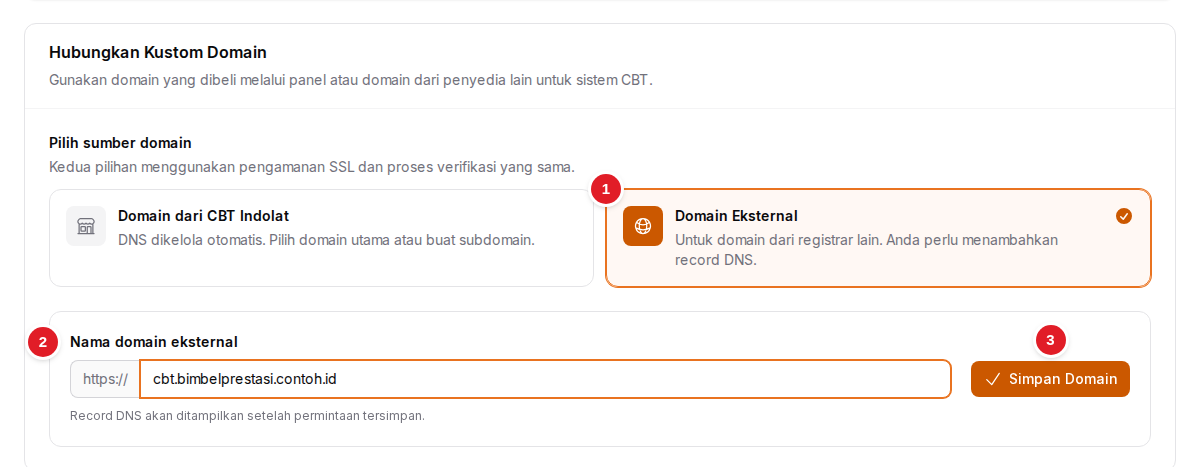 Hubungkan Kustom Domain
Gunakan domain yang dibeli melalui panel atau domain dari penyedia lain untuk sistem CBT.
Pilih sumber domain
Kedua pilihan menggunakan pengamanan SSL dan proses verifikasi yang sama.
Domain dari CBT Indolat
DNS dikelola otomatis. Pilih domain utama atau buat subdomain.
1
Domain Eksternal
Untuk domain dari registrar lain. Anda perlu menambahkan
record DNS.
2
Nama domain eksternal
https://
cbt.bimbelprestasi.contoh.id
3
Simpan Domain
Record DNS akan ditampilkan setelah permintaan tersimpan.